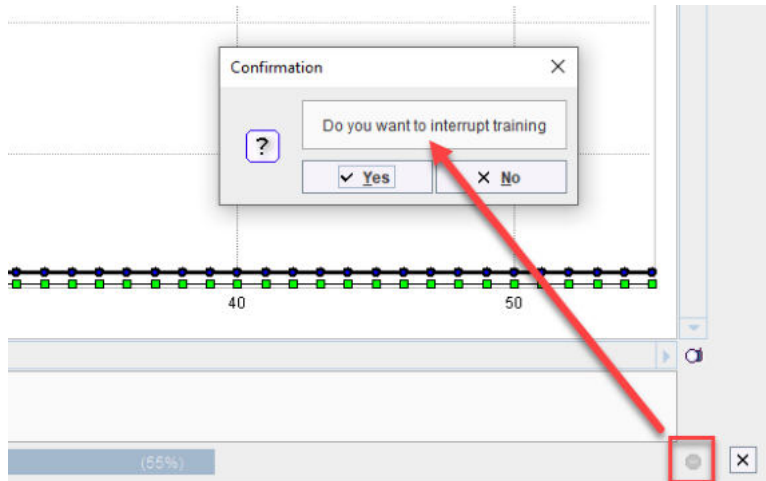 Confirmation
Do you want to interrupt training
?
Yes
No
40 50
(55%)